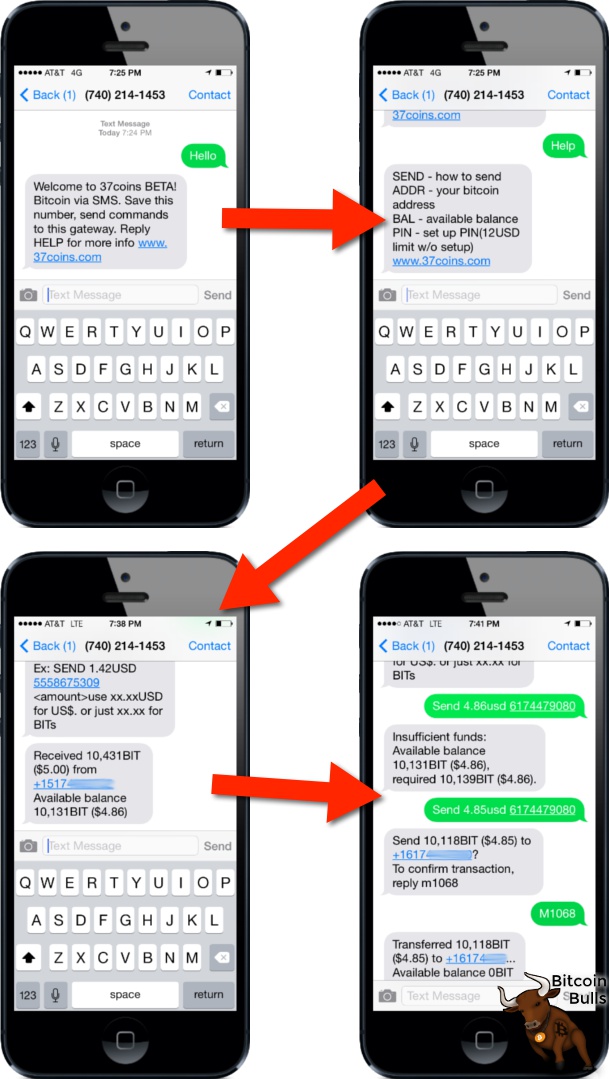 AT&T 4G 7:25 PM
Back (1) (740) 214-1453 Contact
Text Message
Today 7:24 PM
Hello
Welcome to 37coins BETA!
Bitcoin via SMS. Save this
number, send commands
to this gateway. Reply
HELP for more info www.
37coins.com
Text Message Send
Q W E R T Y U I O P
A S D F G H J K L
Z X C V B N M
123 space return
AT&T 4G 7:25 PM
Back (1) (740) 214-1453 Contact
37coins.com
Help
SEND - how to send
ADDR - your bitcoin
address
BAL - available balance
PIN - set up PIN(12USD
limit w/o setup)
www.37coins.com
Text Message Send
Q W E R T Y U I O P
A S D F G H J K L
Z X C V B N M
123 space return
AT&T LTE 7:38 PM
Back (1) (740) 214-1453 Contact
Ex: SEND 1.42USD
5558675309
<amount>use xx.xxUSD
for US$. or just xx.xx for
BITs
Received 10,431BIT
($5.00) from
+1517
Available balance
10,131BIT ($4.86)
Text Message Send
Q W E R T Y U I O P
A S D F G H J K L
Z X C V B N M
123 space return
AT&T LTE 7:41 PM
Back (1) (740) 214-1453 Contact
for US$. or just xx.xx for
BITs
Send 4.86usd 6174479080
Insufficient funds:
Available balance
10,131BIT ($4.86),
required 10,139BIT ($4.86).
Send 4.85usd 6174479080
Send 10,118BIT ($4.85) to
+1617?
To confirm transaction,
reply m1068
M1068
Transferred 10,118BIT
($4.85) to +16174...
Available balance 0BIT
Text Message
Bitcoin
Bulls